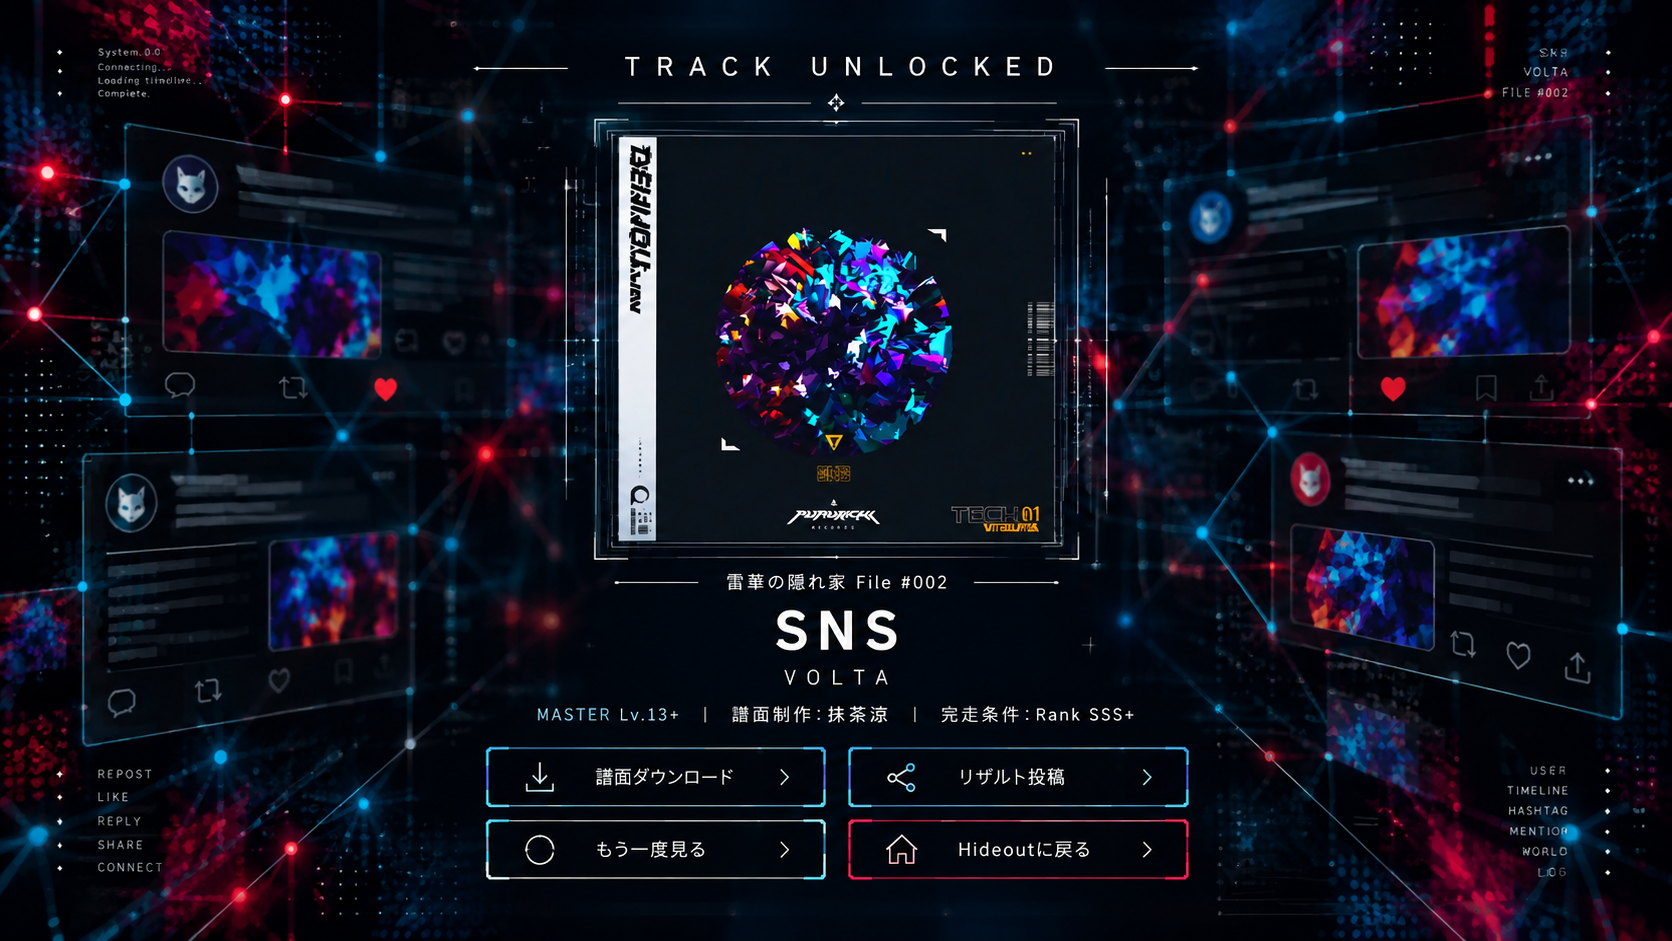 System.0.0
Connecting...
Loading timeline...
Complete.
TRACK UNLOCKED
SNS
VOLTA
FILE #002
TECH 01
RECORDS
雷華の隠れ家 File #002
SNS
VOLTA
MASTER Lv.13+ | 譜面制作：抹茶涼 | 完走条件：Rank SSS+
譜面ダウンロード
リザルト投稿
もう一度見る
Hideoutに戻る
REPOST
LIKE
REPLY
SHARE
CONNECT
USER
TIMELINE
HASHTAG
MENTION
WORLD
LOG